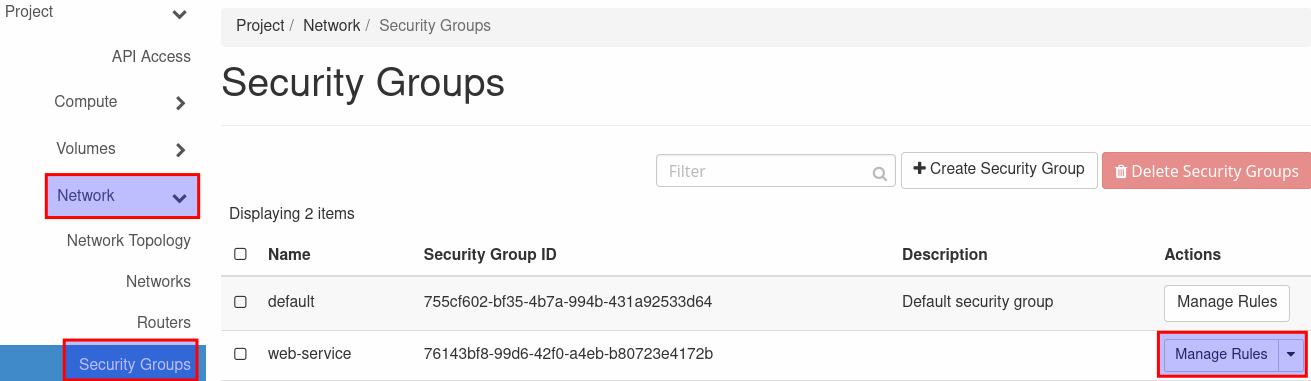 Project
API Access
Compute
Volumes
Network
Network Topology
Networks
Routers
Security Groups
Project / Network / Security Groups
Security Groups
Filter
Create Security Group
Delete Security Groups
Displaying 2 items
Name Security Group ID Description Actions
default 755cf602-bf35-4b7a-994b-431a92533d64 Default security group Manage Rules
web-service 76143bf8-99d6-42f0-a4eb-b80723e4172b Manage Rules